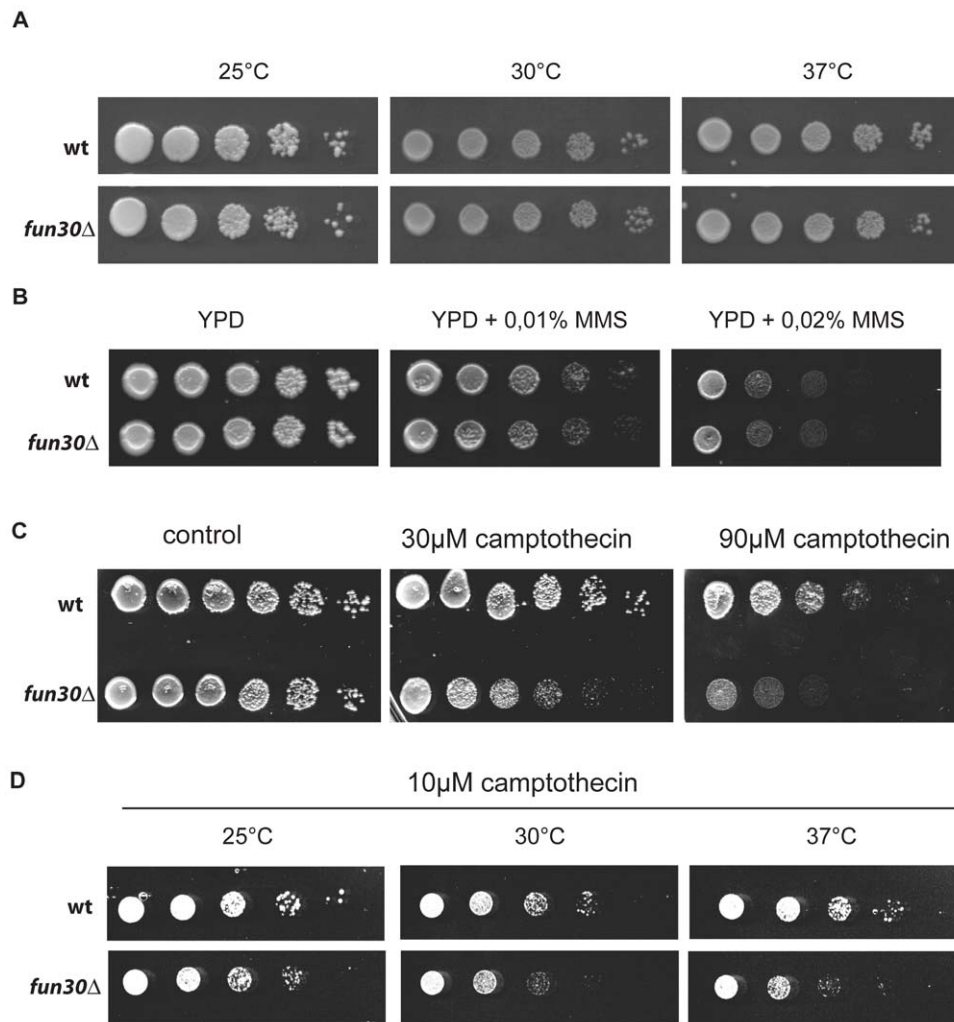 A
25°C 30°C 37°C
wt
fun30Δ
B
YPD YPD + 0,01% MMS YPD + 0,02% MMS
wt
fun30Δ
C
control 30µM camptothecin 90µM camptothecin
wt
fun30Δ
D
10µM camptothecin
25°C 30°C 37°C
wt
fun30Δ